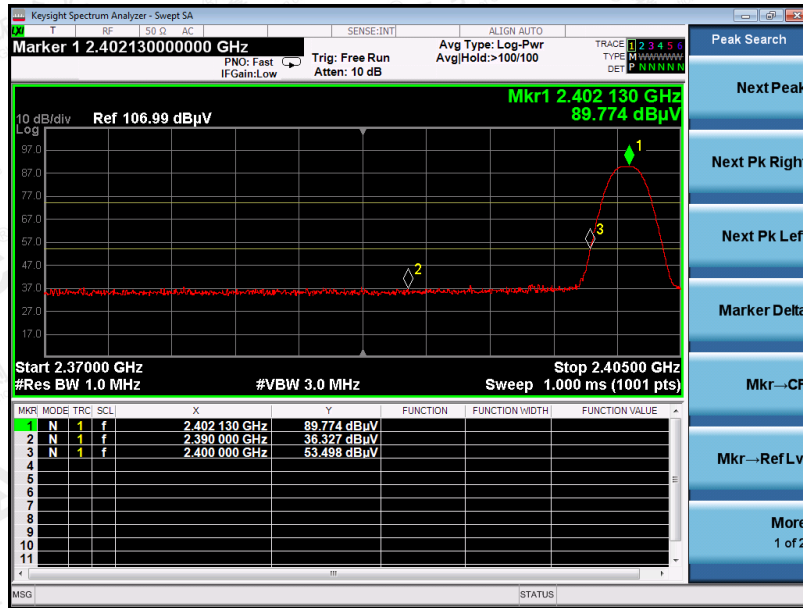 Keysight Spectrum Analyzer - Swept SA
LXI T RF 50 Ω AC SENSE:INT ALIGN AUTO
Marker 1 2.402130000000 GHz
PNO: Fast
IFGain:Low
Trig: Free Run
Atten: 10 dB
Avg Type: Log-Pwr
Avg|Hold:>100/100
TRACE 1 2 3 4 5 6
TYPE M W W W W W
DET P N N N N N
Mkr1 2.402 130 GHz
89.774 dBµV
10 dB/div Ref 106.99 dBµV
Log
97.0
87.0
77.0
67.0
57.0
47.0
37.0
27.0
17.0
1
2
3
Start 2.37000 GHz Stop 2.40500 GHz
#Res BW 1.0 MHz #VBW 3.0 MHz Sweep 1.000 ms (1001 pts)
MKR MODE TRC SCL X Y FUNCTION FUNCTION WIDTH FUNCTION VALUE
1 N 1 f 2.402 130 GHz 89.774 dBµV
2 N 1 f 2.390 000 GHz 36.327 dBµV
3 N 1 f 2.400 000 GHz 53.498 dBµV
4
5
6
7
8
9
10
11
MSG STATUS
Peak Search
Next Peak
Next Pk Right
Next Pk Left
Marker Delta
Mkr→CF
Mkr→Ref Lv
More
1 of 2